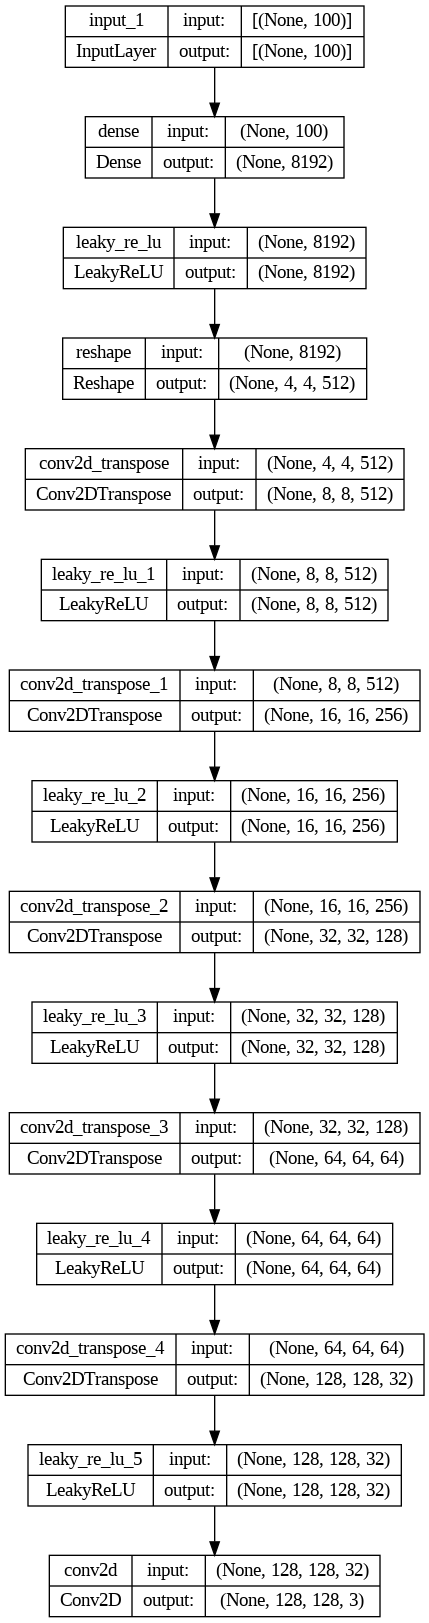 input_1 input: [(None, 100)]
InputLayer output: [(None, 100)]
dense input: (None, 100)
Dense output: (None, 8192)
leaky_re_lu input: (None, 8192)
LeakyReLU output: (None, 8192)
reshape input: (None, 8192)
Reshape output: (None, 4, 4, 512)
conv2d_transpose input: (None, 4, 4, 512)
Conv2DTranspose output: (None, 8, 8, 512)
leaky_re_lu_1 input: (None, 8, 8, 512)
LeakyReLU output: (None, 8, 8, 512)
conv2d_transpose_1 input: (None, 8, 8, 512)
Conv2DTranspose output: (None, 16, 16, 256)
leaky_re_lu_2 input: (None, 16, 16, 256)
LeakyReLU output: (None, 16, 16, 256)
conv2d_transpose_2 input: (None, 16, 16, 256)
Conv2DTranspose output: (None, 32, 32, 128)
leaky_re_lu_3 input: (None, 32, 32, 128)
LeakyReLU output: (None, 32, 32, 128)
conv2d_transpose_3 input: (None, 32, 32, 128)
Conv2DTranspose output: (None, 64, 64, 64)
leaky_re_lu_4 input: (None, 64, 64, 64)
LeakyReLU output: (None, 64, 64, 64)
conv2d_transpose_4 input: (None, 64, 64, 64)
Conv2DTranspose output: (None, 128, 128, 32)
leaky_re_lu_5 input: (None, 128, 128, 32)
LeakyReLU output: (None, 128, 128, 32)
conv2d input: (None, 128, 128, 32)
Conv2D output: (None, 128, 128, 3)